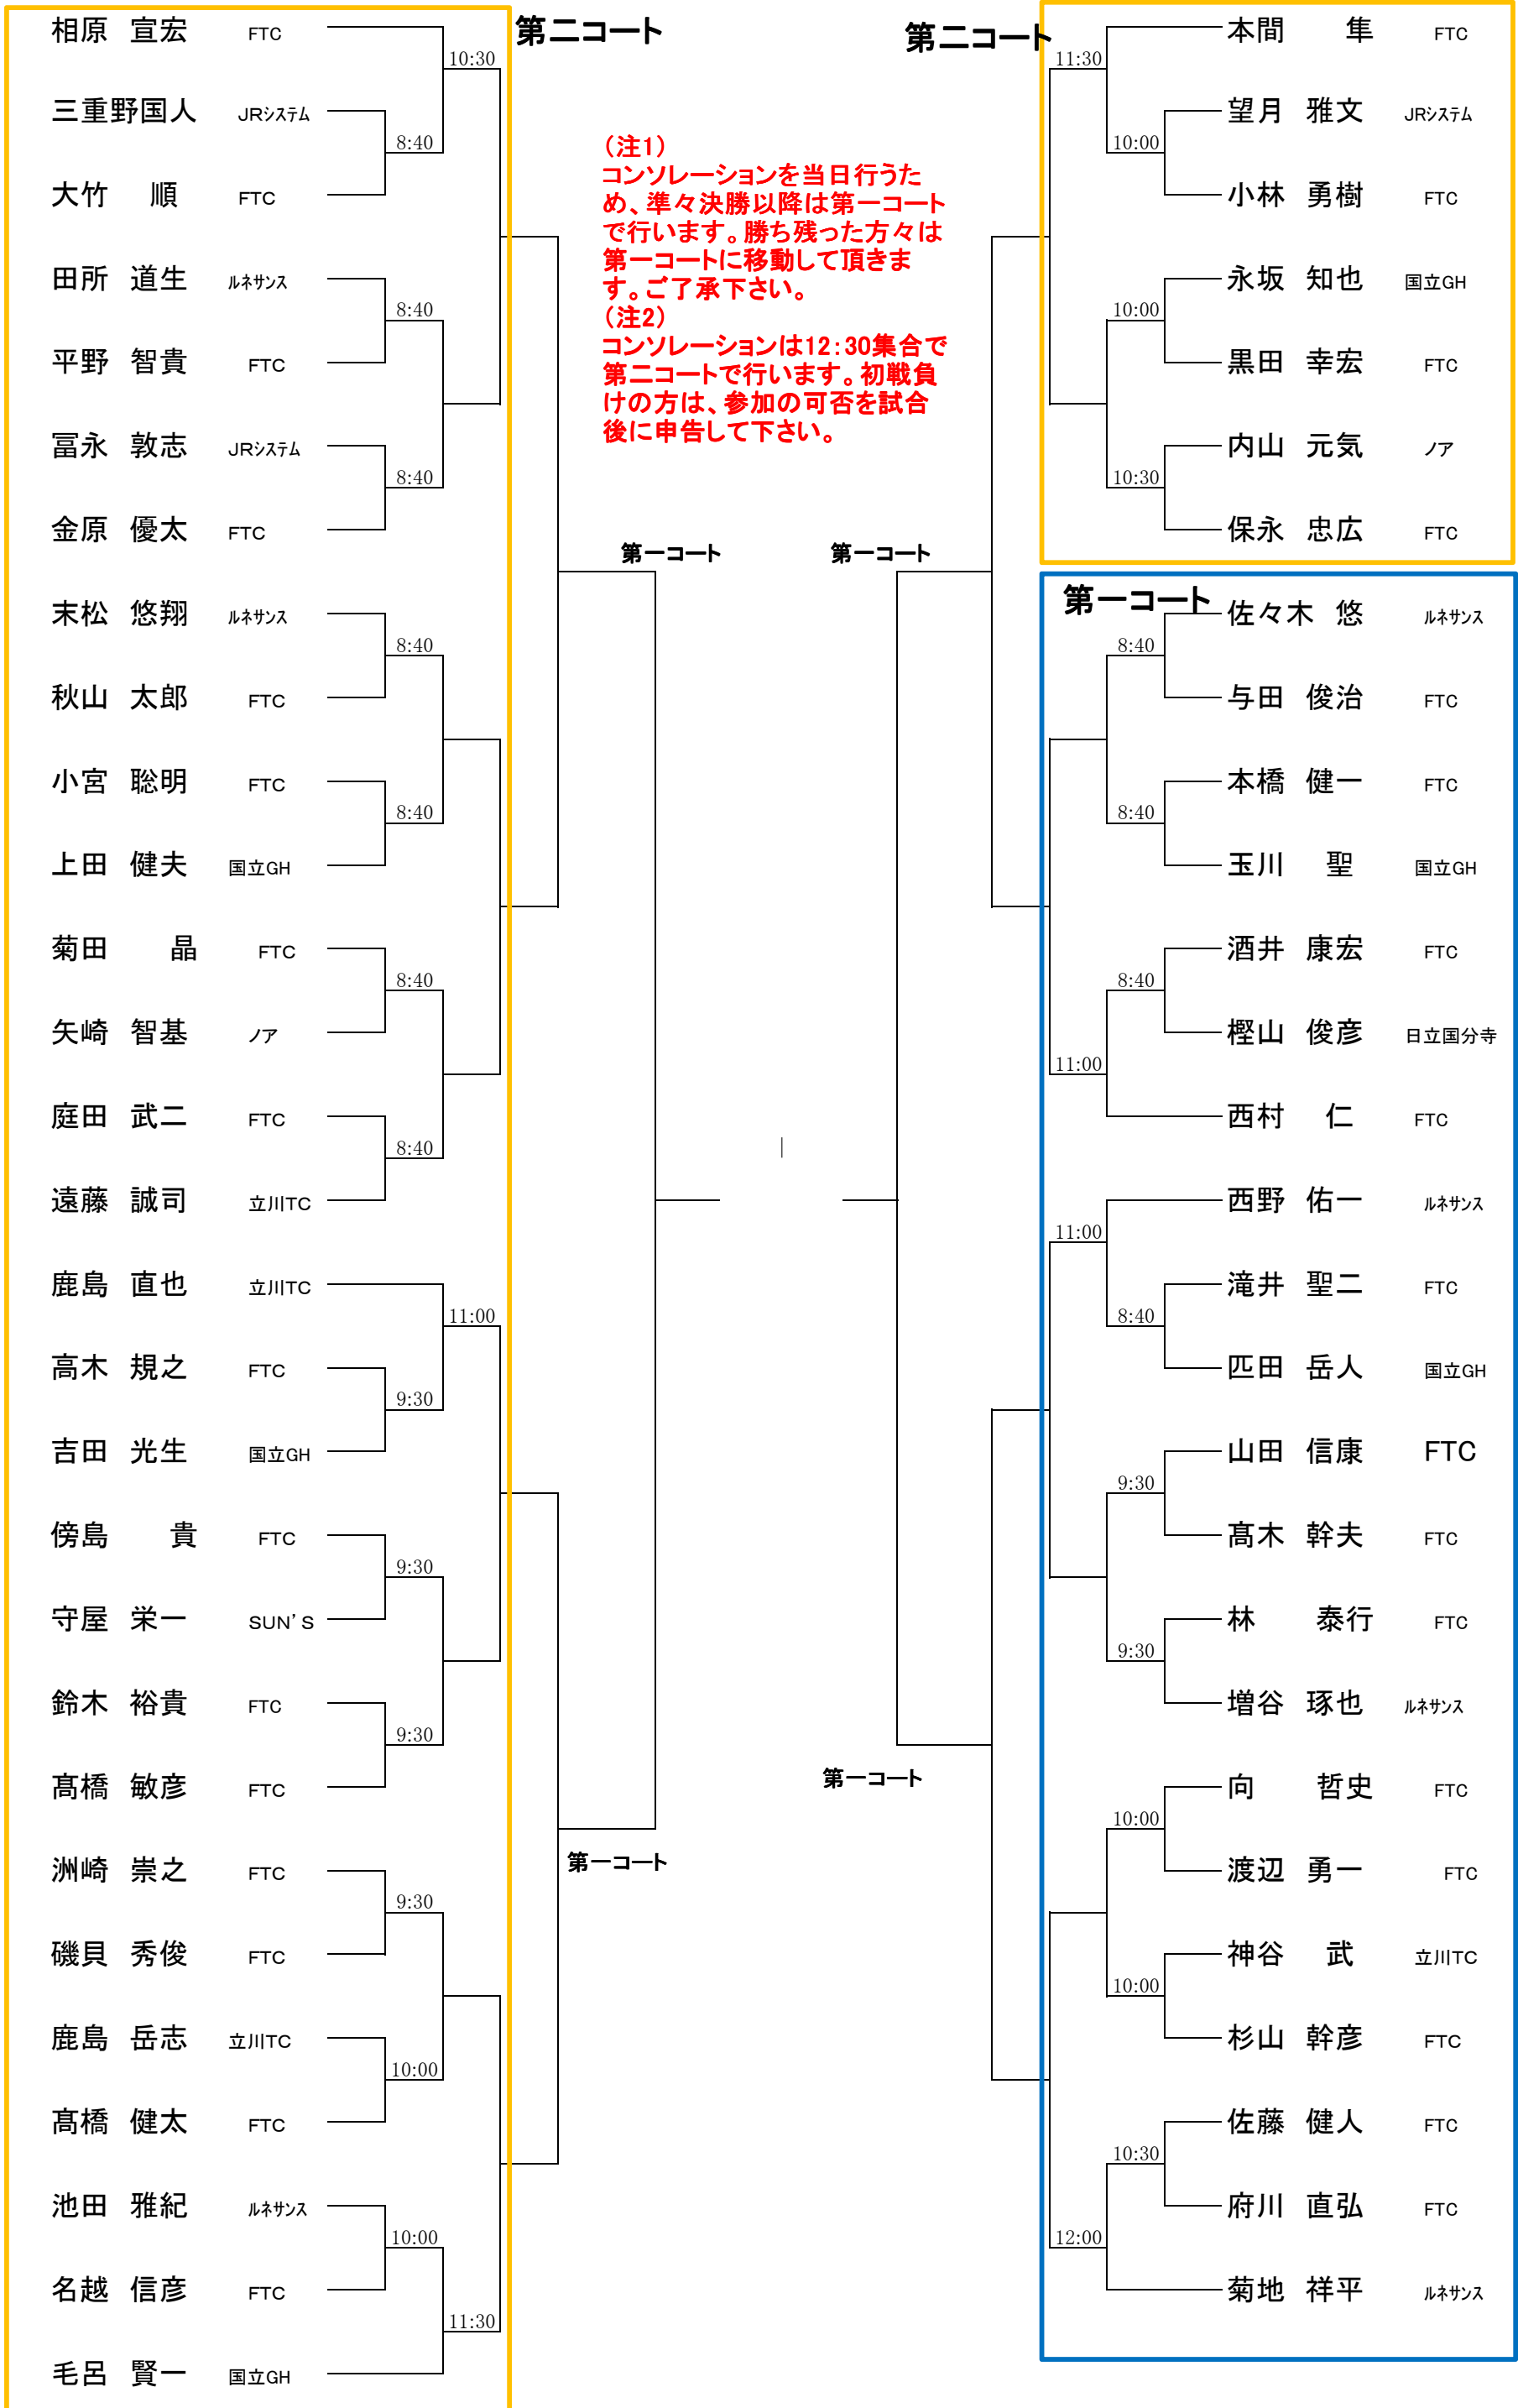 第二コート
相原 宣宏 FTC
10:30
三重野国人 JRシステム
8:40
大竹 順 FTC
田所 道生 ルネサンス
8:40
平野 智貴 FTC
冨永 敦志 JRシステム
8:40
金原 優太 FTC
末松 悠翔 ルネサンス
8:40
秋山 太郎 FTC
小宮 聡明 FTC
8:40
上田 健夫 国立GH
菊田 晶 FTC
8:40
矢崎 智基 ノア
庭田 武二 FTC
8:40
遠藤 誠司 立川TC
鹿島 直也 立川TC
11:00
高木 規之 FTC
9:30
吉田 光生 国立GH
傍島 貴 FTC
9:30
守屋 栄一 SUN'S
鈴木 裕貴 FTC
9:30
髙橋 敏彦 FTC
洲崎 崇之 FTC
9:30
磯貝 秀俊 FTC
鹿島 岳志 立川TC
10:00
髙橋 健太 FTC
池田 雅紀 ルネサンス
10:00
名越 信彦 FTC
11:30
毛呂 賢一 国立GH
(注1)
コンソレーションを当日行うた
め、準々決勝以降は第一コート
で行います。勝ち残った方々は
第一コートに移動して頂きま
す。ご了承下さい。
(注2)
コンソレーションは12:30集合で
第二コートで行います。初戦負
けの方は、参加の可否を試合
後に申告して下さい。
第一コート
第一コート
第一コート
第一コート
第二コート
本間 隼 FTC
11:30
望月 雅文 JRシステム
10:00
小林 勇樹 FTC
永坂 知也 国立GH
10:00
黒田 幸宏 FTC
内山 元気 ノア
10:30
保永 忠広 FTC
第一コート
佐々木 悠 ルネサンス
8:40
与田 俊治 FTC
本橋 健一 FTC
8:40
玉川 聖 国立GH
酒井 康宏 FTC
8:40
樫山 俊彦 日立国分寺
11:00
西村 仁 FTC
西野 佑一 ルネサンス
11:00
滝井 聖二 FTC
8:40
匹田 岳人 国立GH
山田 信康 FTC
9:30
髙木 幹夫 FTC
林 泰行 FTC
9:30
増谷 琢也 ルネサンス
向 哲史 FTC
10:00
渡辺 勇一 FTC
神谷 武 立川TC
10:00
杉山 幹彦 FTC
佐藤 健人 FTC
10:30
府川 直弘 FTC
12:00
菊地 祥平 ルネサンス